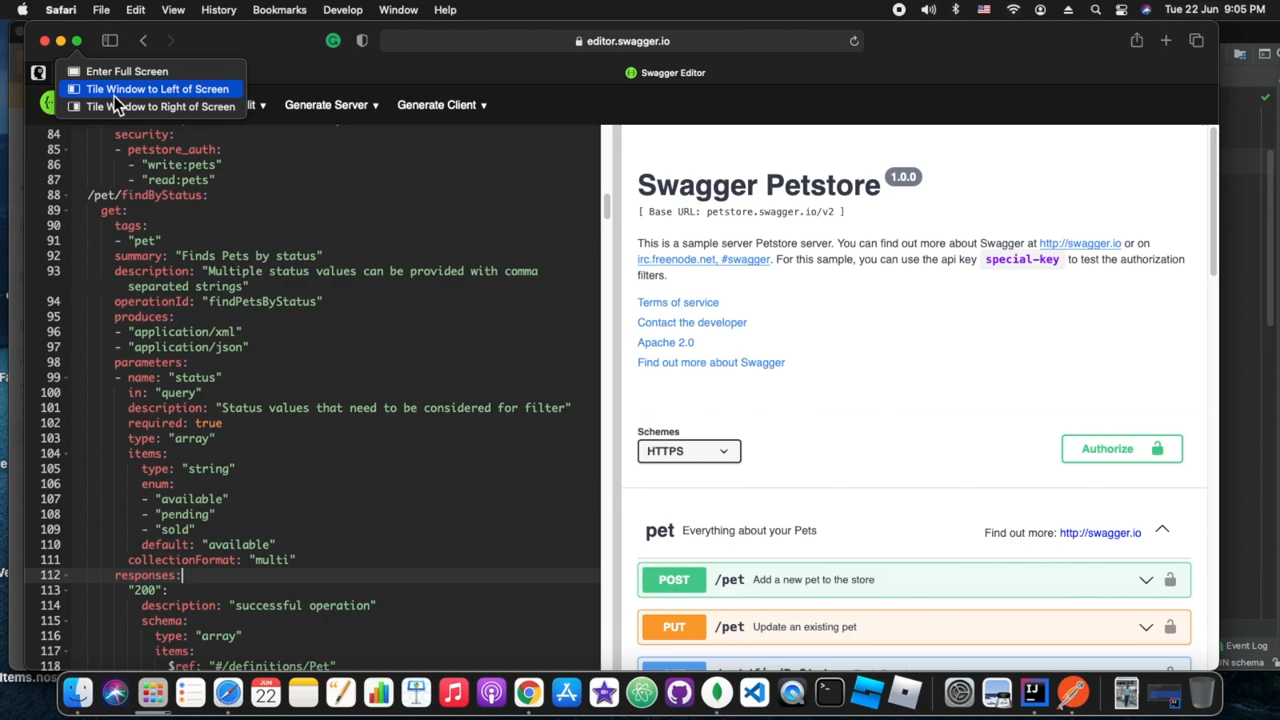 Safari File Edit View History Bookmarks Develop Window Help Tue 22 Jun 9:05 PM
editor.swagger.io
Enter Full Screen
Tile Window to Left of Screen
Tile Window to Right of Screen
Swagger Editor
it ▾ Generate Server ▾ Generate Client ▾
84 security:
85 - petstore_auth:
86 - "write:pets"
87 - "read:pets"
88 /pet/findByStatus:
89 get:
90 tags:
91 - "pet"
92 summary: "Finds Pets by status"
93 description: "Multiple status values can be provided with comma
separated strings"
94 operationId: "findPetsByStatus"
95 produces:
96 - "application/xml"
97 - "application/json"
98 parameters:
99 - name: "status"
100 in: "query"
101 description: "Status values that need to be considered for filter"
102 required: true
103 type: "array"
104 items:
105 type: "string"
106 enum:
107 - "available"
108 - "pending"
109 - "sold"
110 default: "available"
111 collectionFormat: "multi"
112 responses:
113 "200":
114 description: "successful operation"
115 schema:
116 type: "array"
117 items:
118 $ref: "#/definitions/Pet"
Swagger Petstore 1.0.0
[ Base URL: petstore.swagger.io/v2 ]
This is a sample server Petstore server. You can find out more about Swagger at http://swagger.io or on
irc.freenode.net, #swagger. For this sample, you can use the api key special-key to test the authorization
filters.
Terms of service
Contact the developer
Apache 2.0
Find out more about Swagger
Schemes
HTTPS
Authorize
pet Everything about your Pets Find out more: http://swagger.io
POST /pet Add a new pet to the store
PUT /pet Update an existing pet
Event Log
N schema
Items.nos
JUN
22